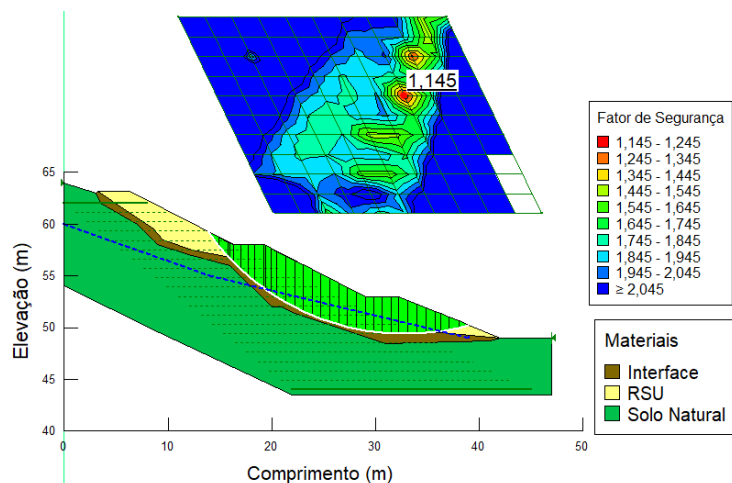 1,145
Fator de Segurança
1,145 - 1,245
1,245 - 1,345
1,345 - 1,445
1,445 - 1,545
1,545 - 1,645
1,645 - 1,745
1,745 - 1,845
1,845 - 1,945
1,945 - 2,045
≥ 2,045
Materiais
Interface
RSU
Solo Natural
Elevação (m)
65
60
55
50
45
40
0
10
20
30
40
50
Comprimento (m)